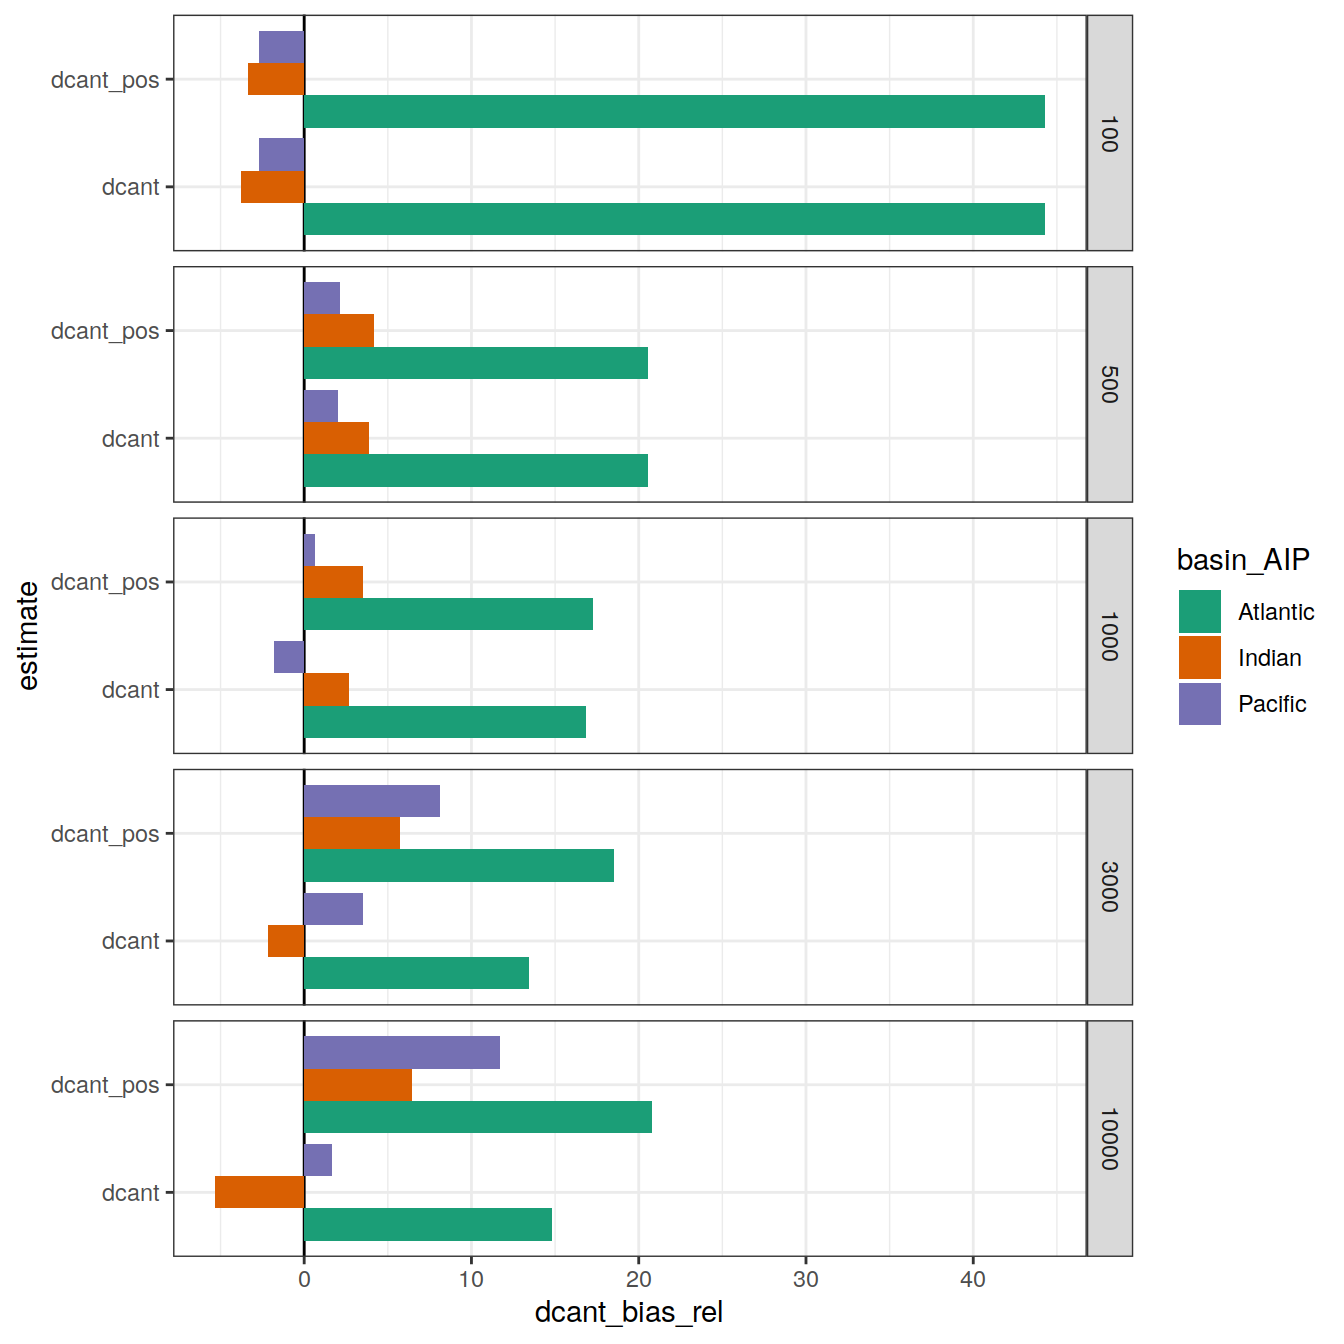 dcant_pos
dcant
100
dcant_pos
dcant
500
dcant_pos
dcant
1000
dcant_pos
dcant
3000
dcant_pos
dcant
10000
estimate
0 10 20 30 40
dcant_bias_rel
basin_AIP
Atlantic
Indian
Pacific